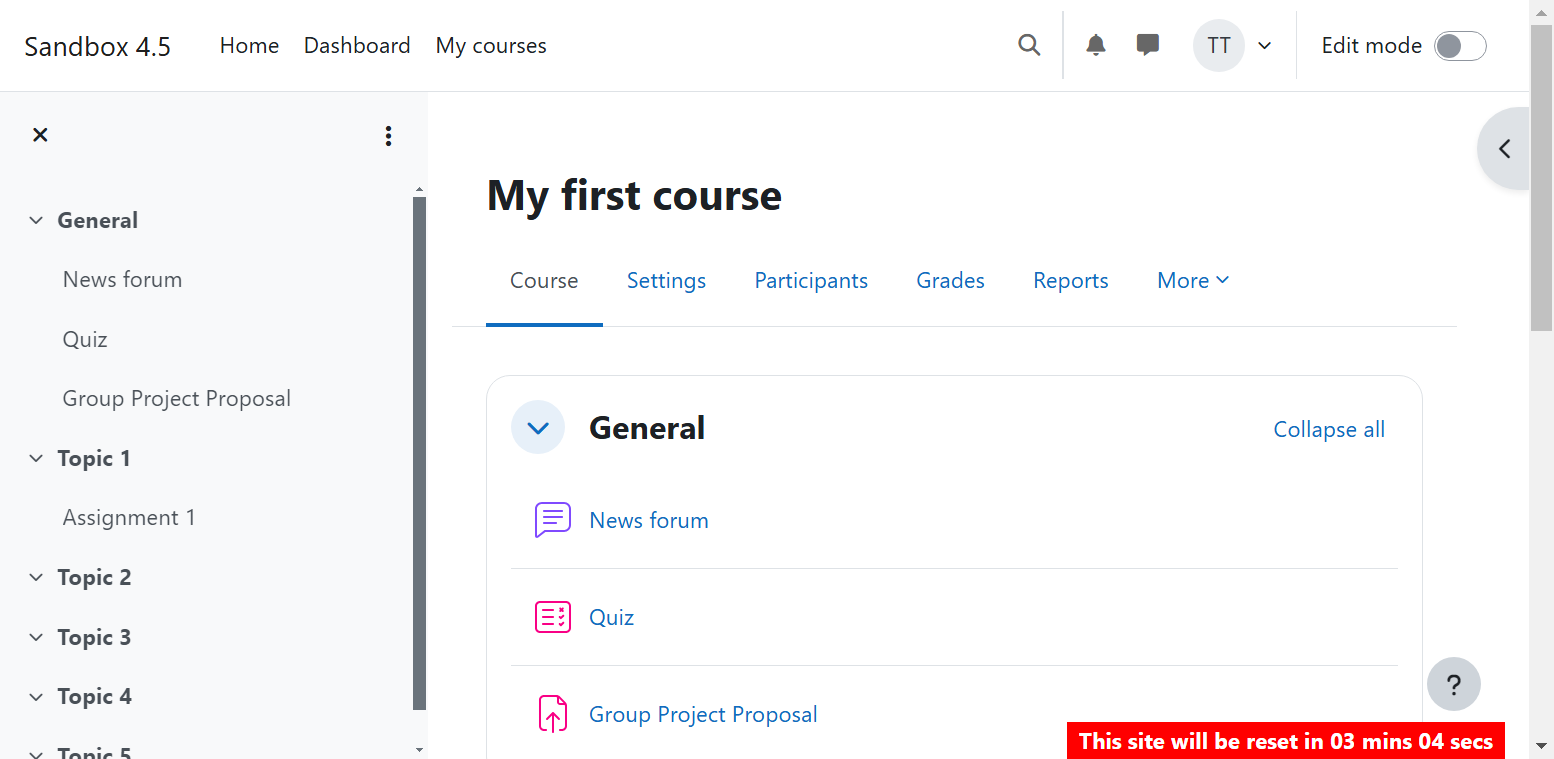 Sandbox 4.5 Home Dashboard My courses TT Edit mode
General
News forum
Quiz
Group Project Proposal
Topic 1
Assignment 1
Topic 2
Topic 3
Topic 4
Topic 5
My first course
Course Settings Participants Grades Reports More
General Collapse all
News forum
Quiz
Group Project Proposal
?
This site will be reset in 03 mins 04 secs